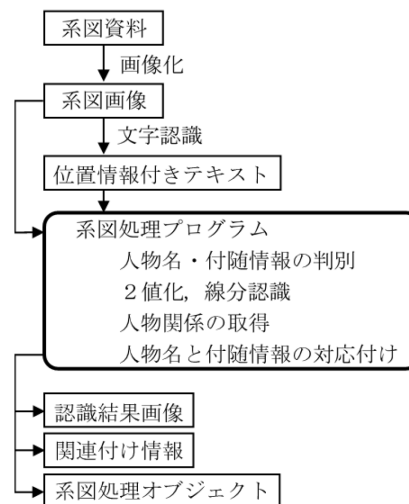 系図資料
画像化
系図画像
文字認識
位置情報付きテキスト
系図処理プログラム
人物名・付随情報の判別
２値化，線分認識
人物関係の取得
人物名と付随情報の対応付け
認識結果画像
関連付け情報
系図処理オブジェクト